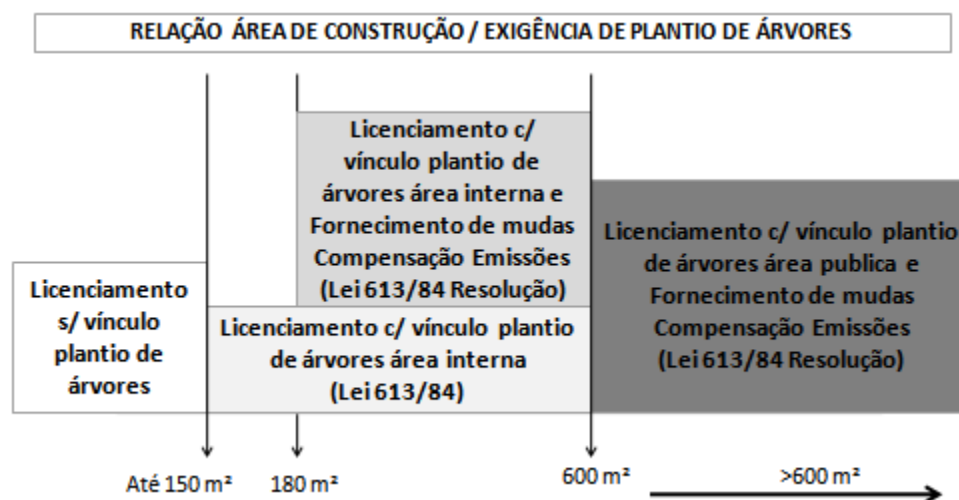 RELAÇÃO ÁREA DE CONSTRUÇÃO / EXIGÊNCIA DE PLANTIO DE ÁRVORES
Licenciamento
s/ vínculo
plantio de
árvores
Licenciamento c/
vínculo plantio de
árvores área interna e
Fornecimento de mudas
Compensação Emissões
(Lei 613/84 Resolução)
Licenciamento c/ vínculo plantio
de árvores área interna
(Lei 613/84)
Licenciamento c/ vínculo plantio
de árvores área publica e
Fornecimento de mudas
Compensação Emissões
(Lei 613/84 Resolução)
Até 150 m²
180 m²
600 m²
>600 m²